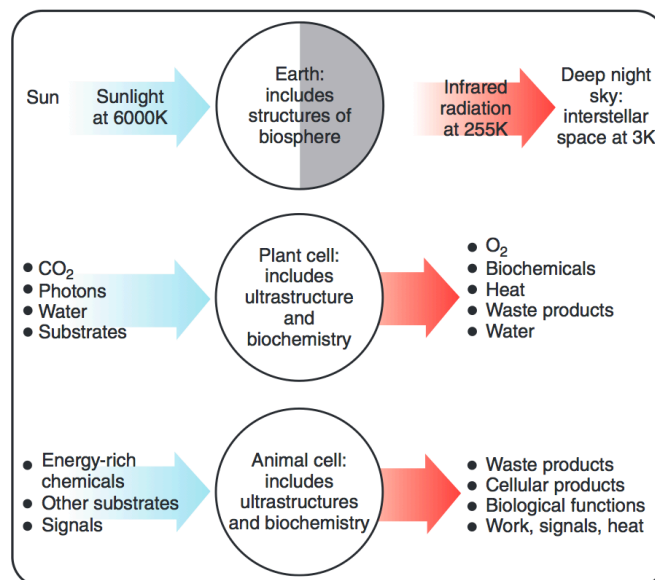 Sun
Sunlight
at 6000K
Earth:
includes
structures of
biosphere
Infrared
radiation
at 255K
Deep night
sky:
interstellar
space at 3K
● CO₂
● Photons
● Water
● Substrates
Plant cell:
includes
ultrastructure
and
biochemistry
● O₂
● Biochemicals
● Heat
● Waste products
● Water
● Energy-rich
chemicals
● Other substrates
● Signals
Animal cell:
includes
ultrastructures
and biochemistry
● Waste products
● Cellular products
● Biological functions
● Work, signals, heat